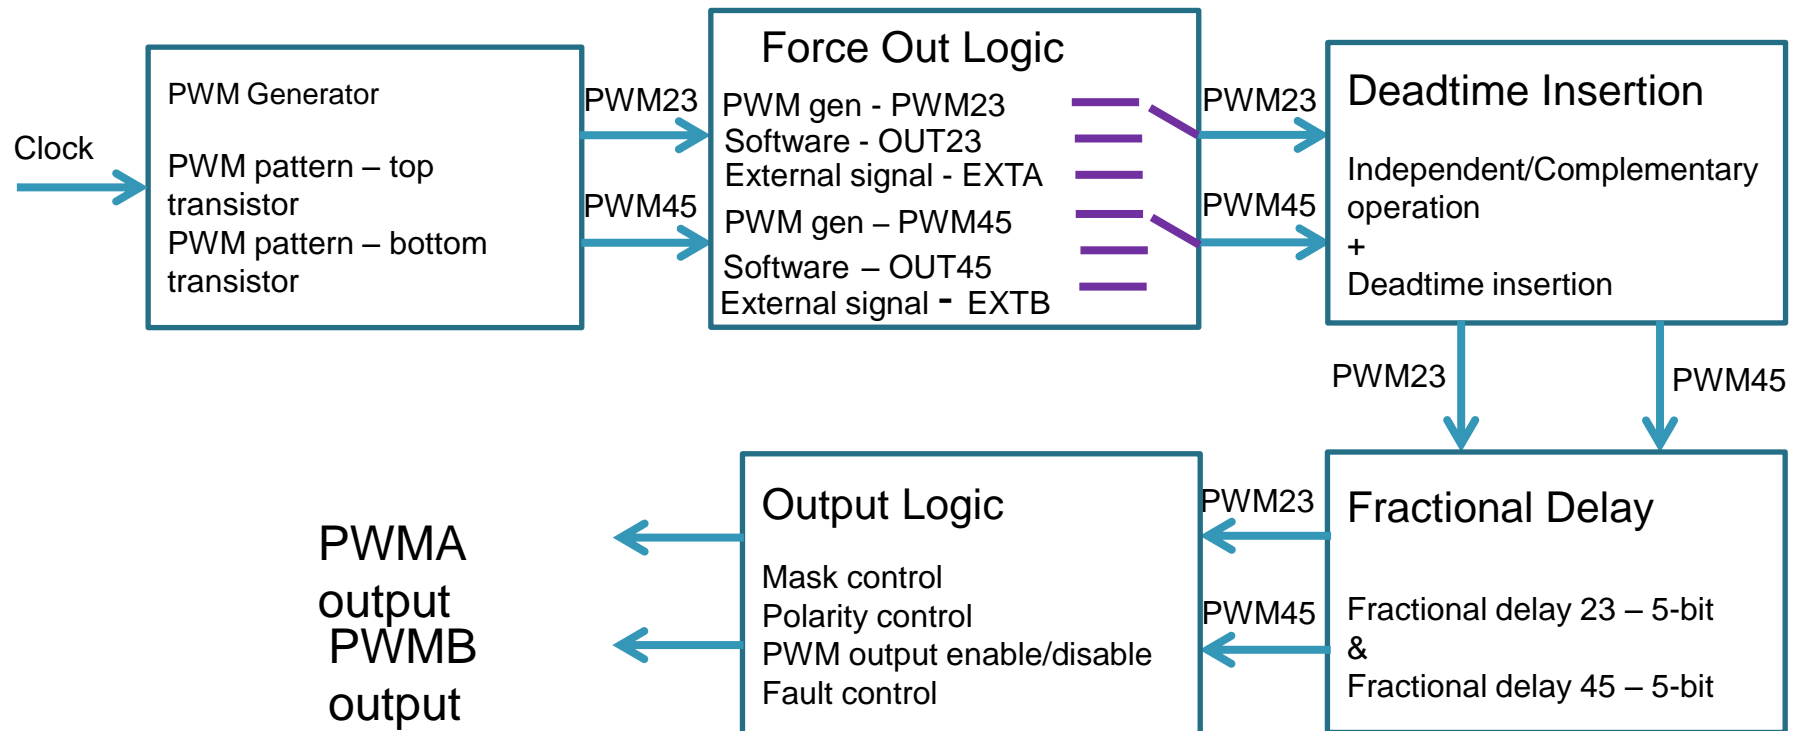 Clock
PWM Generator
PWM pattern – top
transistor
PWM pattern – bottom
transistor
PWM23
PWM45
Force Out Logic
PWM gen - PWM23
Software - OUT23
External signal - EXTA
PWM gen – PWM45
Software – OUT45
External signal - EXTB
PWM23
PWM45
Deadtime Insertion
Independent/Complementary
operation
+
Deadtime insertion
PWM23
PWM45
Fractional Delay
Fractional delay 23 – 5-bit
&
Fractional delay 45 – 5-bit
PWM23
PWM45
Output Logic
Mask control
Polarity control
PWM output enable/disable
Fault control
PWMA
output
PWMB
output